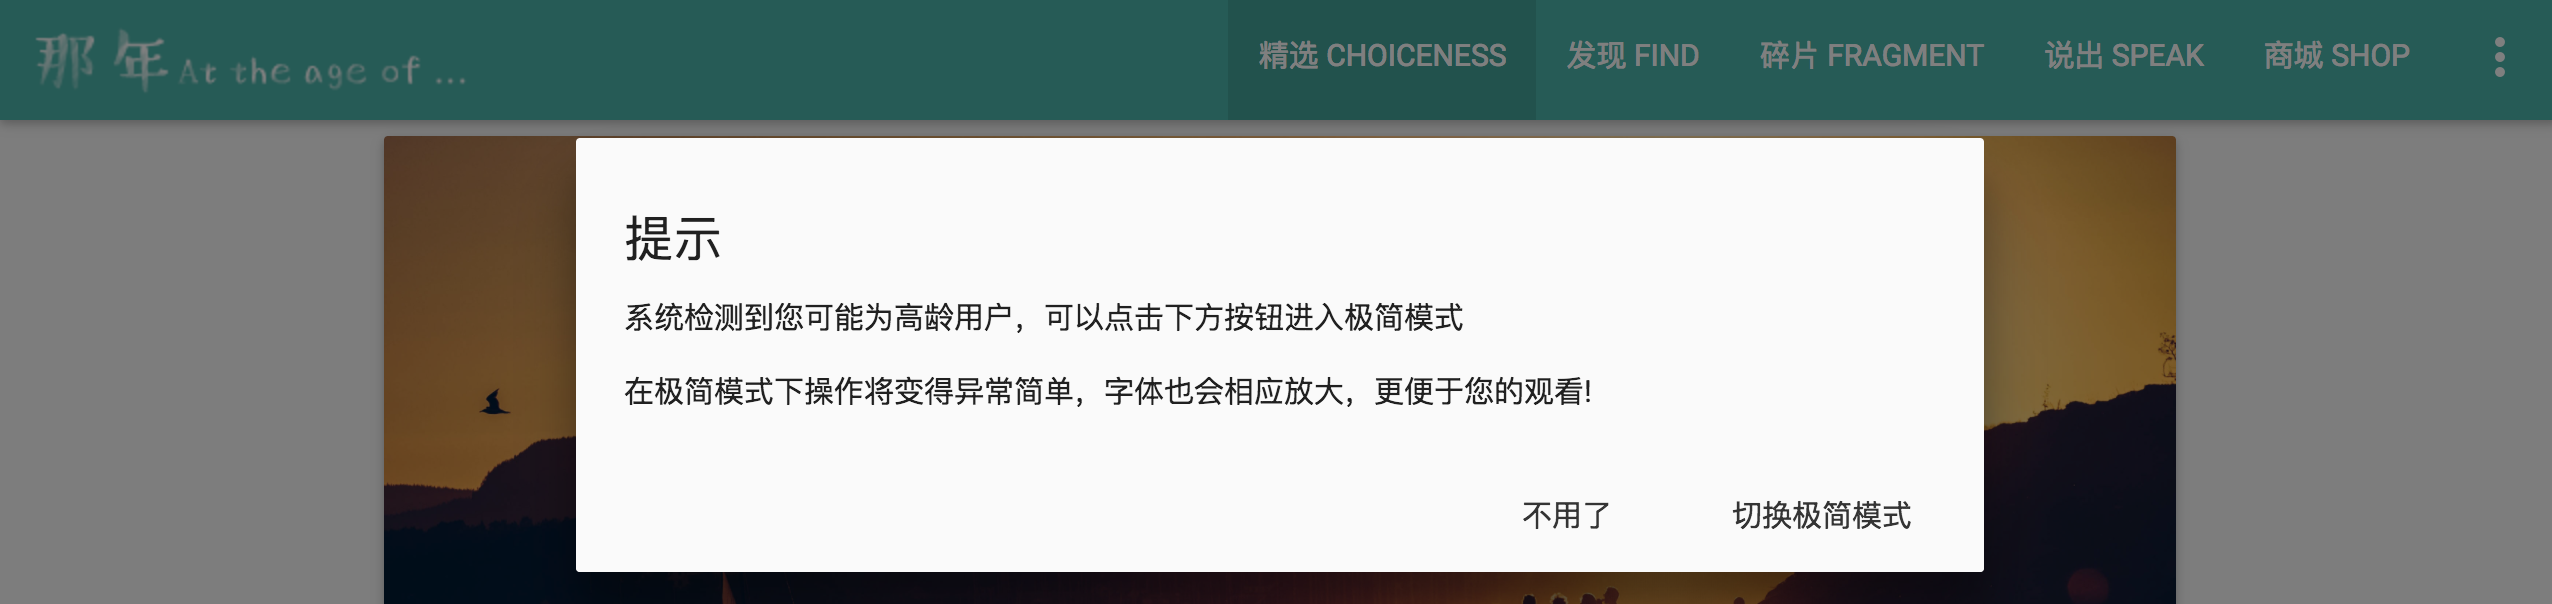 那年 At the age of ...
精选 CHOICENESS 发现 FIND 碎片 FRAGMENT 说出 SPEAK 商城 SHOP
提示
系统检测到您可能为高龄用户，可以点击下方按钮进入极简模式
在极简模式下操作将变得异常简单，字体也会相应放大，更便于您的观看!
不用了 切换极简模式